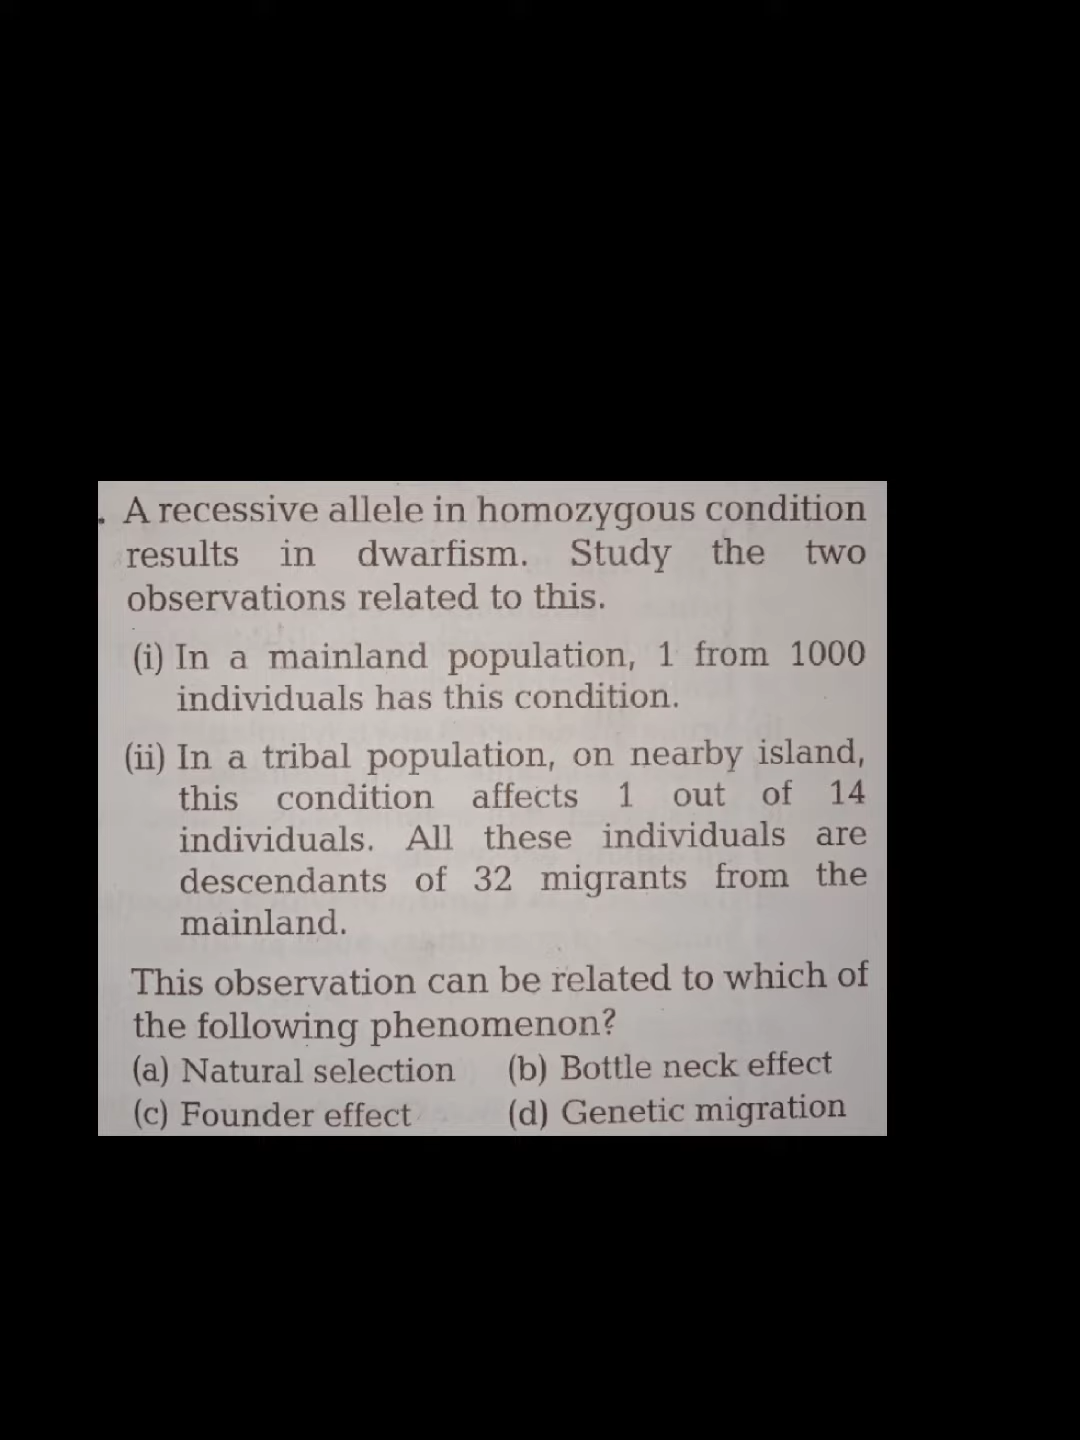 . A recessive allele in homozygous condition
results in dwarfism. Study the two
observations related to this.
(i) In a mainland population, 1 from 1000
individuals has this condition.
(ii) In a tribal population, on nearby island,
this condition affects 1 out of 14
individuals. All these individuals are
descendants of 32 migrants from the
mainland.
This observation can be related to which of
the following phenomenon?
(a) Natural selection (b) Bottle neck effect
(c) Founder effect (d) Genetic migration